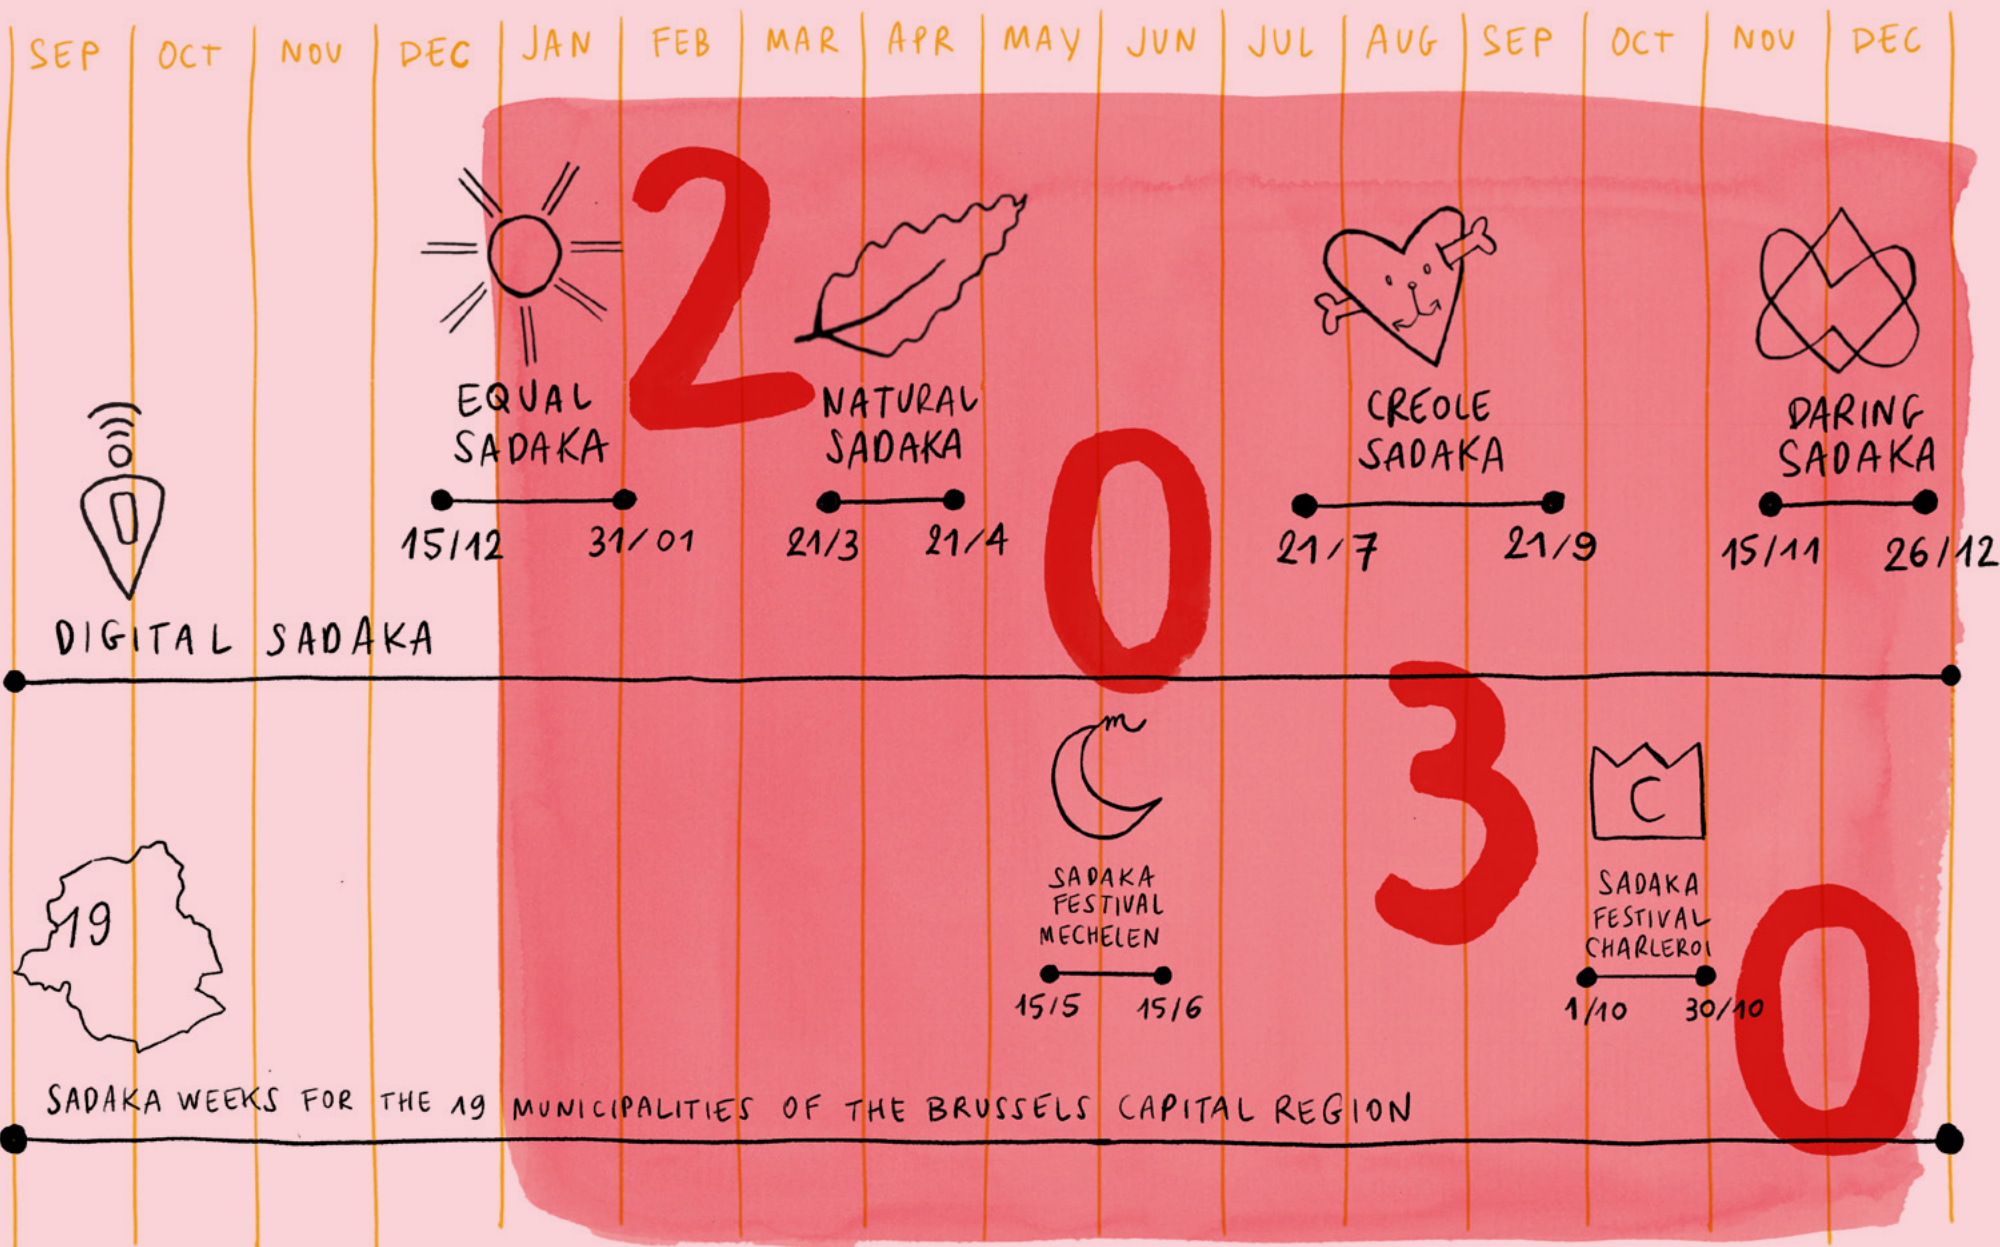 SEP OCT NOV DEC JAN FEB MAR APR MAY JUN JUL AUG SEP OCT NOV DEC
2030
EQUAL
SADAKA
15/12 31/01
NATURAL
SADAKA
21/3 21/4
CREOLE
SADAKA
21/7 21/9
DARING
SADAKA
15/11 26/12
DIGITAL SADAKA
m
SADAKA
FESTIVAL
MECHELEN
15/5 15/6
C
SADAKA
FESTIVAL
CHARLEROI
1/10 30/10
19
SADAKA WEEKS FOR THE 19 MUNICIPALITIES OF THE BRUSSELS CAPITAL REGION